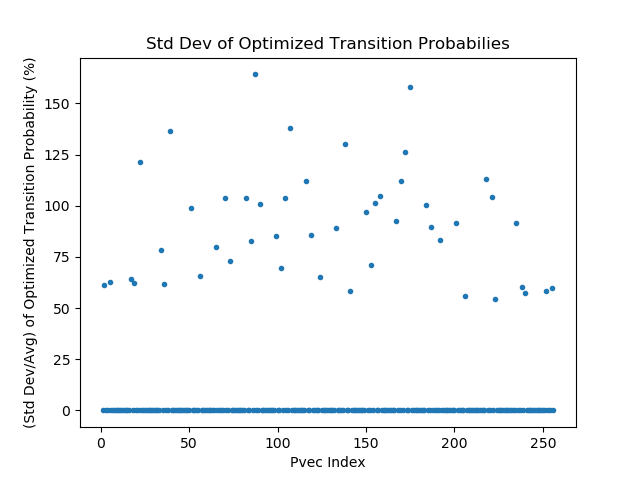 Std Dev of Optimized Transition Probabilies
(Std Dev/Avg) of Optimized Transition Probability (%)
150
125
100
75
50
25
0
0 50 100 150 200 250
Pvec Index